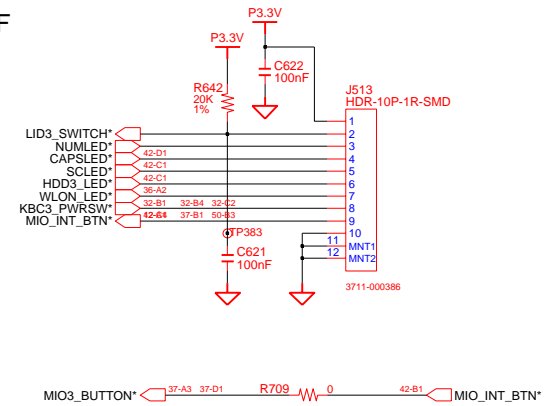 F
P3.3V
P3.3V
C622
100nF
R642
20K
1%
J513
HDR-10P-1R-SMD
1
LID3_SWITCH* 2
NUMLED* 3
CAPSLED* 42-D1 4
SCLED* 42-C1 5
HDD3_LED* 42-C1 6
WLON_LED* 36-A2 7
KBC3_PWRSW* 32-B1 32-B4 32-C2 8
MIO_INT_BTN* 37-B1 50-B3 9
TP383
10
11 MNT1
12 MNT2
C621
100nF
3711-000386
MIO3_BUTTON* 37-A3 37-D1 R709 0 42-B1 MIO_INT_BTN*